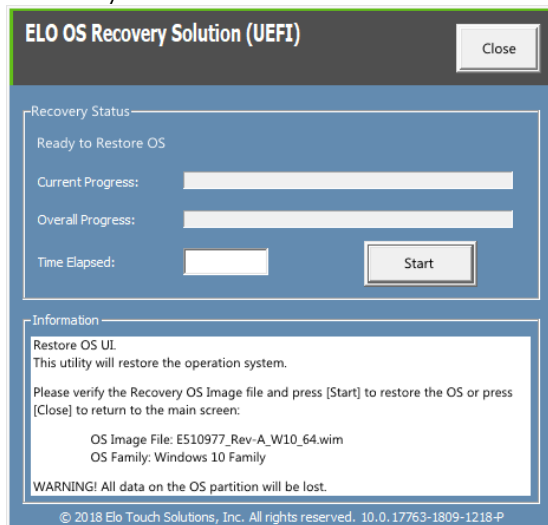 ELO OS Recovery Solution (UEFI)
Close
Recovery Status
Ready to Restore OS
Current Progress:
Overall Progress:
Time Elapsed:
Start
Information
Restore OS UI.
This utility will restore the operation system.
Please verify the Recovery OS Image file and press [Start] to restore the OS or press
[Close] to return to the main screen:
OS Image File: E510977_Rev-A_W10_64.wim
OS Family: Windows 10 Family
WARNING! All data on the OS partition will be lost.
© 2018 Elo Touch Solutions, Inc. All rights reserved. 10.0.17763-1809-1218-P